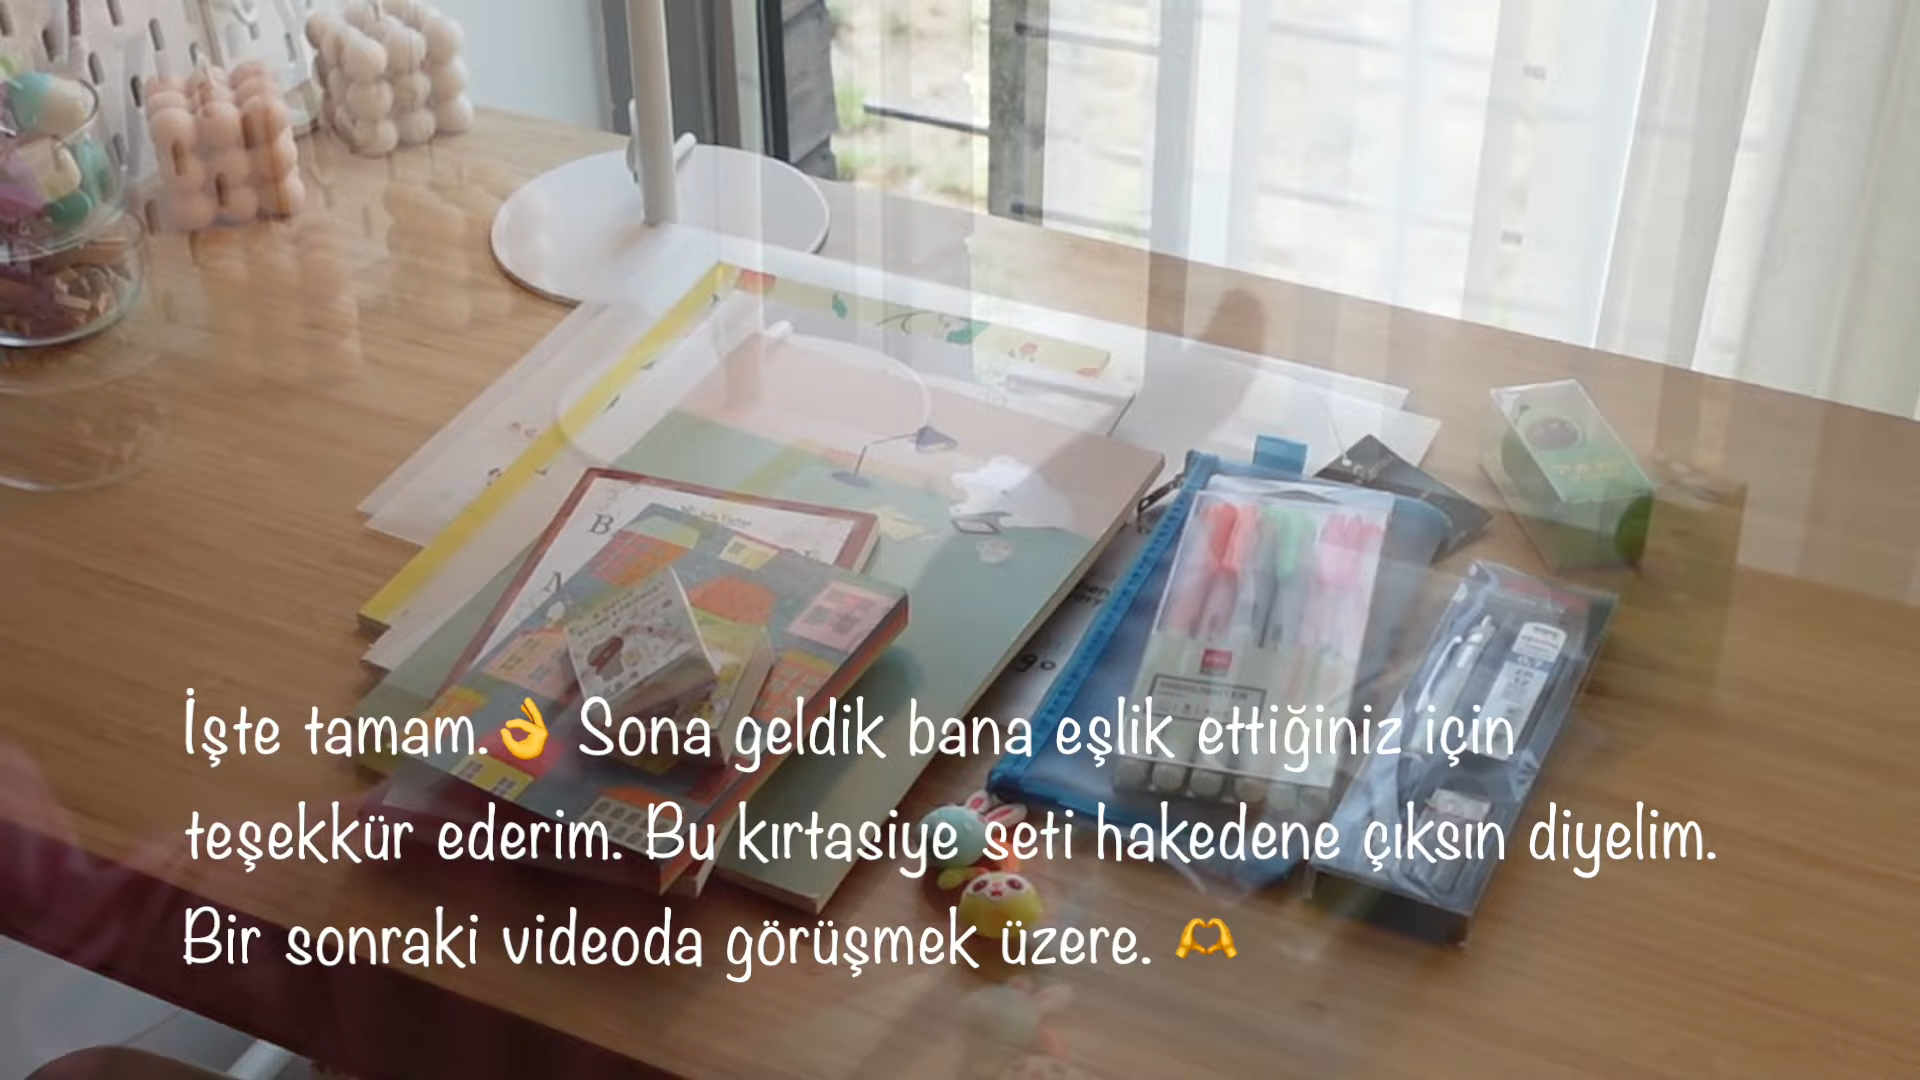 İşte tamam.👌 Sona geldik bana eşlik ettiğiniz için
teşekkür ederim. Bu kırtasiye seti hakedene çıksın diyelim.
Bir sonraki videoda görüşmek üzere. 🫶